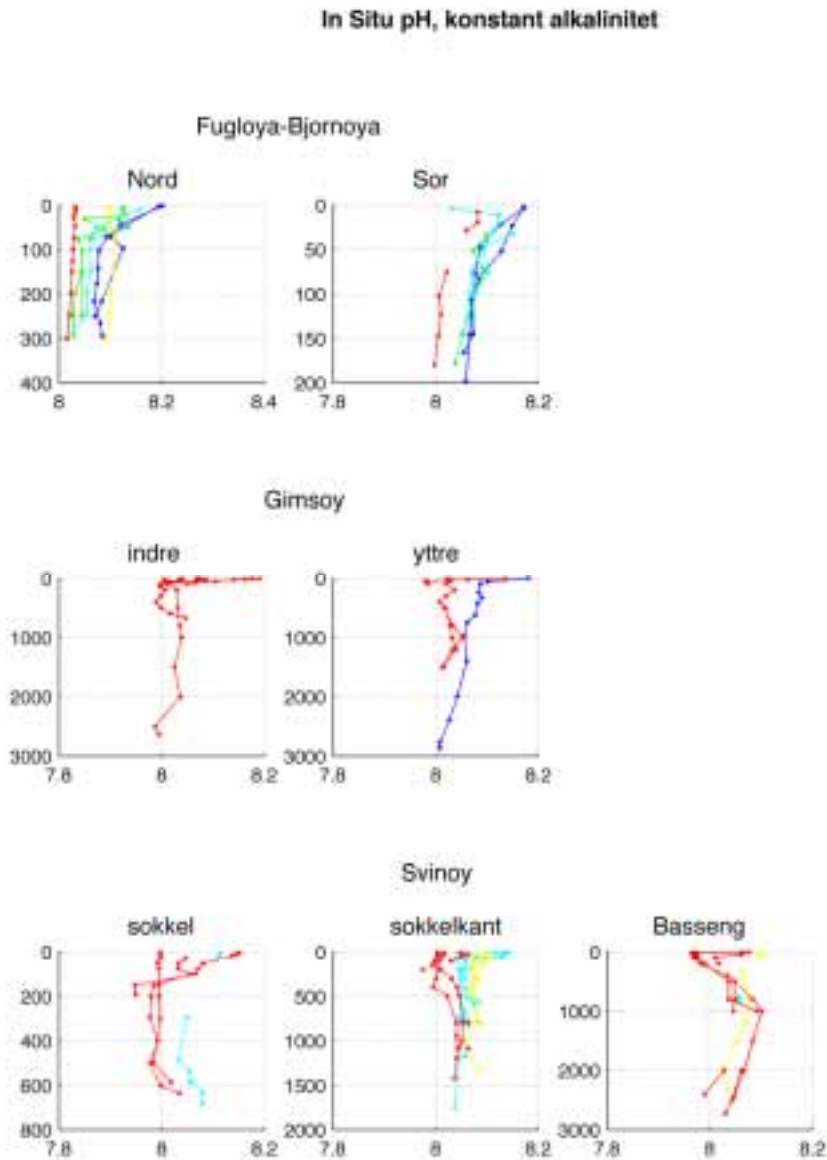 In Situ pH, konstant alkalinitet
Fugloya-Bjornoya
Nord Sor
0 0
100 50
200 100
300 150
400 200
8 8.2 8.4 7.8 8 8.2
Gimsoy
indre yttre
0 0
1000 1000
2000 2000
3000 3000
7.8 8 8.2 7.8 8 8.2
Svinoy
sokkel sokkelkant Basseng
0 0 0
200 500 1000
400 1000 2000
600 1500 3000
800 2000
7.8 8 8.2 7.8 8 8.2 7.8 8 8.2